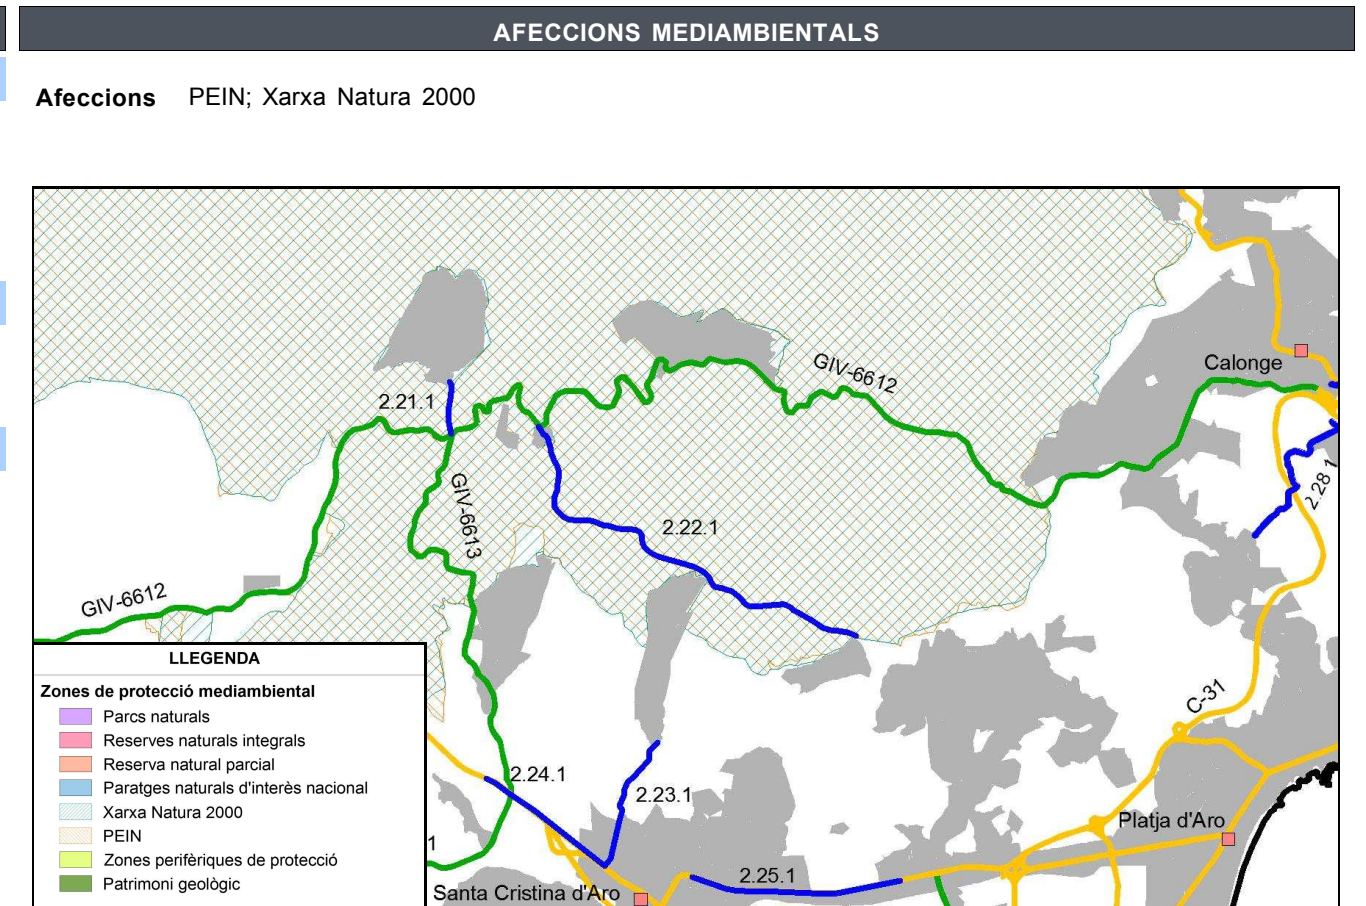 AFECCIONS MEDIAMBIENTALS
Afeccions PEIN; Xarxa Natura 2000
GIV-6612
Calonge
2.21.1
GIV-6613
2.22.1
2.28 1
GIV-6612
C-31
2.24.1
2.23.1
Platja d'Aro
1
2.25.1
Santa Cristina d'Aro
LLEGENDA
Zones de protecció mediambiental
Parcs naturals
Reserves naturals integrals
Reserva natural parcial
Paratges naturals d'interès nacional
Xarxa Natura 2000
PEIN
Zones perifèriques de protecció
Patrimoni geològic